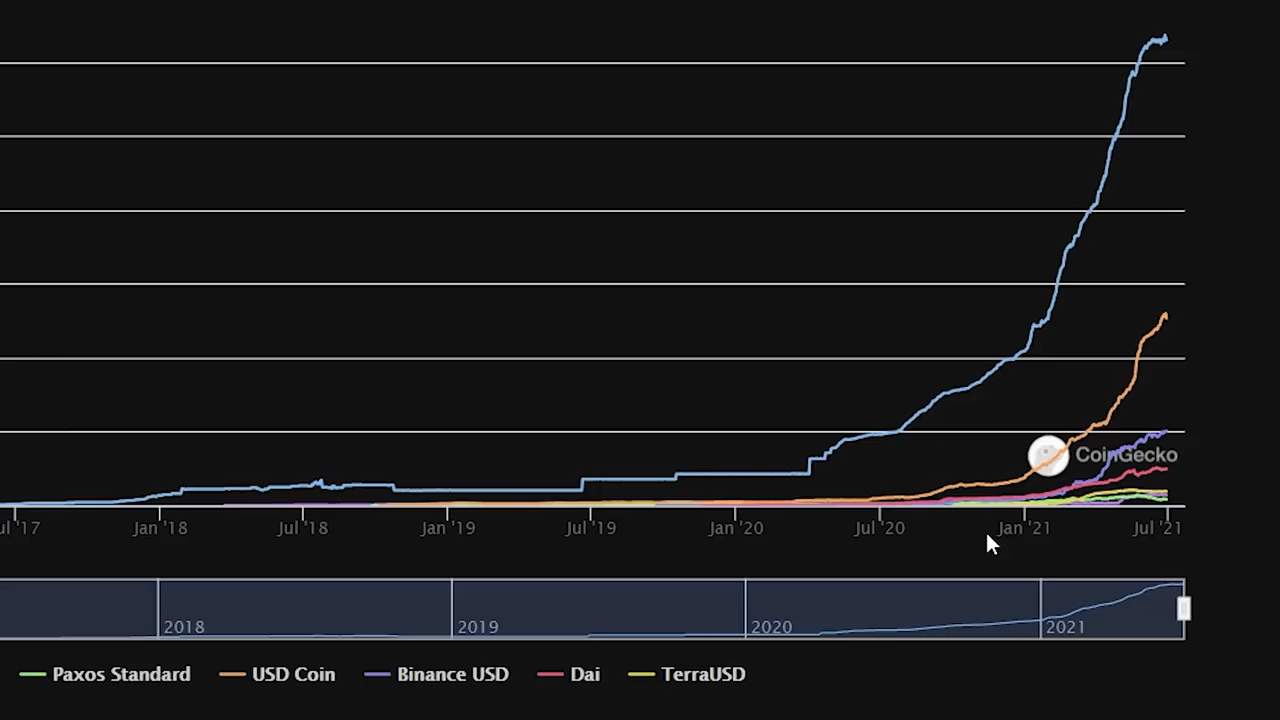 CoinGecko
ul '17 Jan '18 Jul '18 Jan '19 Jul '19 Jan '20 Jul '20 Jan '21 Jul '21
2018 2019 2020 2021
Paxos Standard USD Coin Binance USD Dai TerraUSD